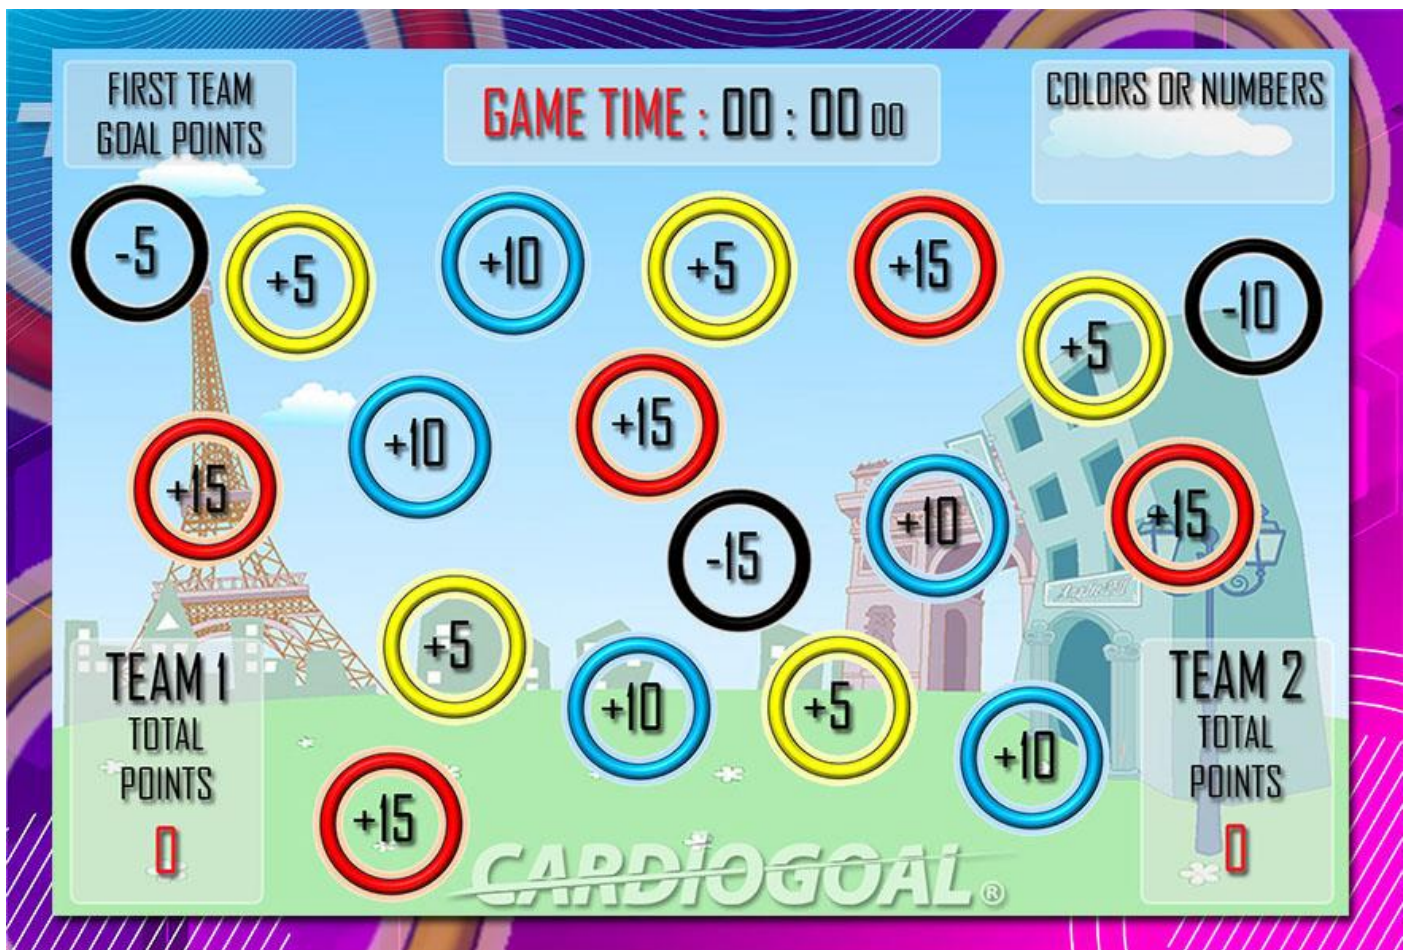 FIRST TEAM
GOAL POINTS
GAME TIME : 00 : 00 00
COLORS OR NUMBERS
-5
+5
+10
+5
+15
+5
-10
+15
+10
+15
-15
+10
+15
+5
+10
+5
+10
+15
TEAM 1
TOTAL
POINTS
0
TEAM 2
TOTAL
POINTS
0
CARDIOGOAL ®